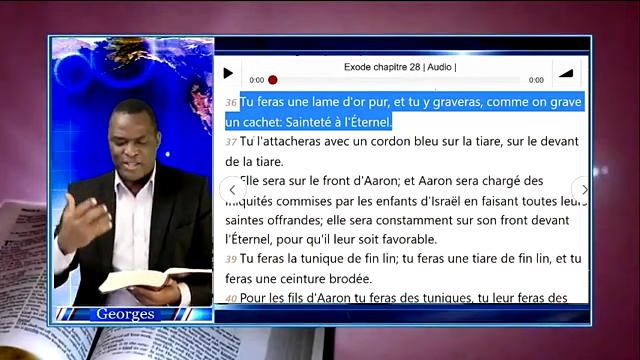 Exode chapitre 28 | Audio |
0:00
0:00
36 Tu feras une lame d'or pur, et tu y graveras, comme on grave
un cachet: Sainteté à l'Éternel.
37 Tu l'attacheras avec un cordon bleu sur la tiare, sur le devant
de la tiare.
Elle sera sur le front d'Aaron; et Aaron sera chargé des
iniquités commises par les enfants d'Israël en faisant toutes leurs
saintes offrandes; elle sera constamment sur son front devant
l'Éternel, pour qu'il leur soit favorable.
39 Tu feras la tunique de fin lin; tu feras une tiare de fin lin, et tu
feras une ceinture brodée.
40 Pour les fils d'Aaron tu feras des tuniques, tu leur feras des
Georges